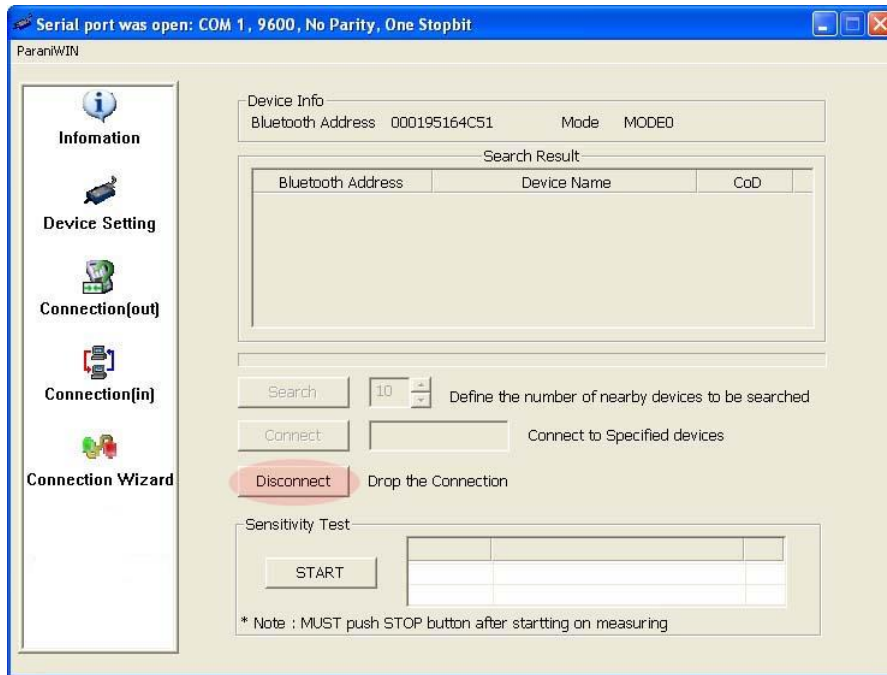 Serial port was open: COM 1, 9600, No Parity, One Stopbit
ParaniWIN
Infomation
Device Setting
Connection(out)
Connection(in)
Connection Wizard
Device Info
Bluetooth Address 000195164C51 Mode MODE0
Search Result
Bluetooth Address Device Name CoD
Search 10 Define the number of nearby devices to be searched
Connect Connect to Specified devices
Disconnect Drop the Connection
Sensitivity Test
START
* Note : MUST push STOP button after startting on measuring